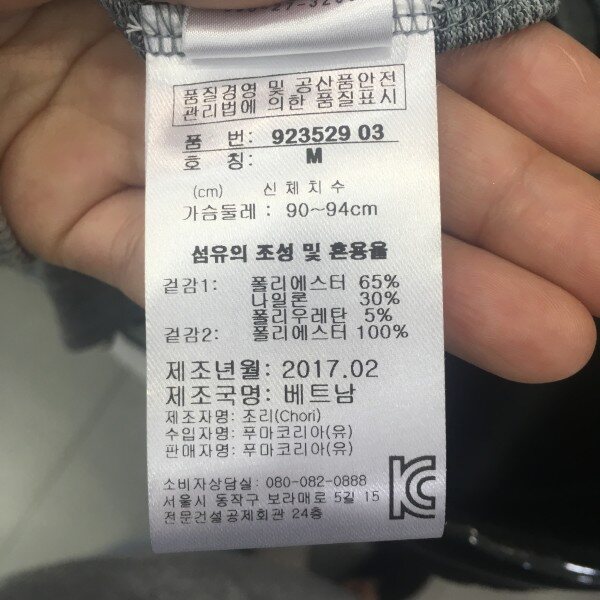 품질경영 및 공산품안전
관리법에 의한 품질표시
품 번: 923529 03
호 칭: M
(cm) 신체치수
가슴둘레 : 90~94cm
섬유의 조성 및 혼용율
겉감1: 폴리에스터 65%
나일론 30%
폴리우레탄 5%
겉감2: 폴리에스터 100%
제조년월: 2017.02
제조국명: 베트남
제조자명: 조리(Chori)
수입자명: 푸마코리아(유)
판매자명: 푸마코리아(유)
소비자상담실: 080-082-0888
서울시 동작구 보라매로 5길 15
전문건설공제회관 24층